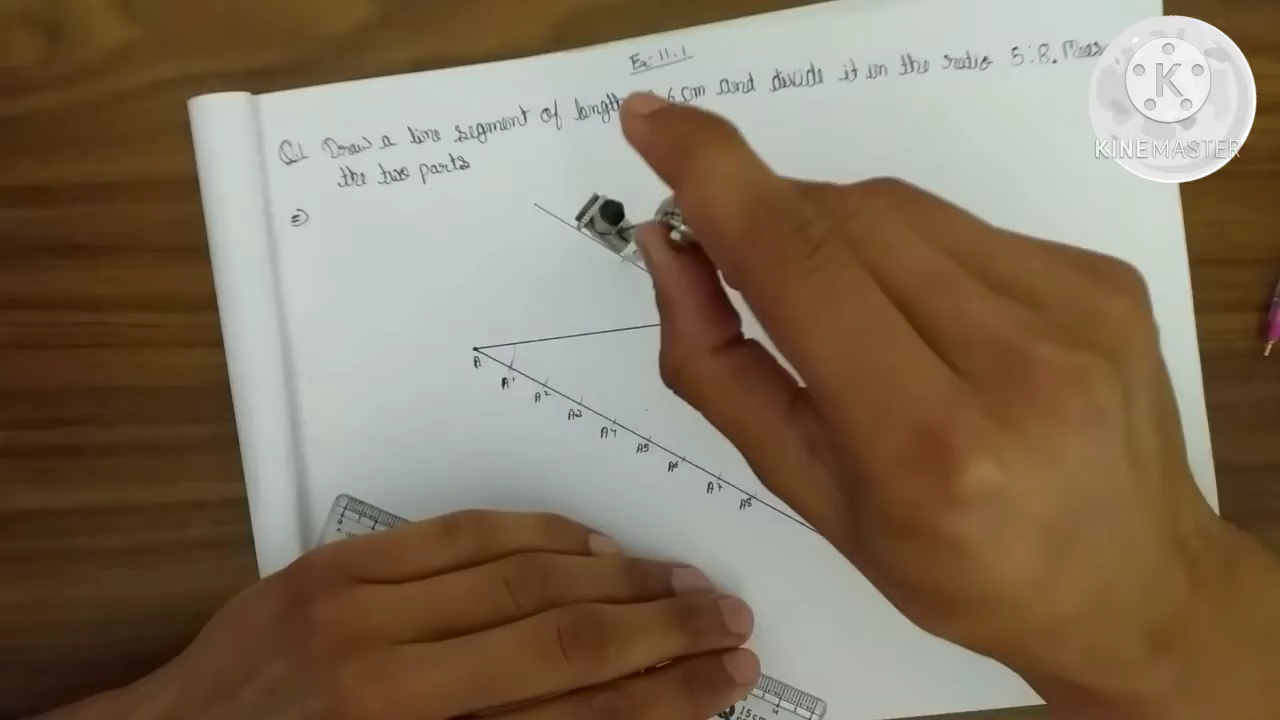 Ex-11.1
Q1 Draw a line segment of length 6 cm and divide it in the ratio 5:8. Meas
the two parts
=)
A
A1
A2
A3
A4
A5
A6
A7
A8
15cm
K
KINEMASTER